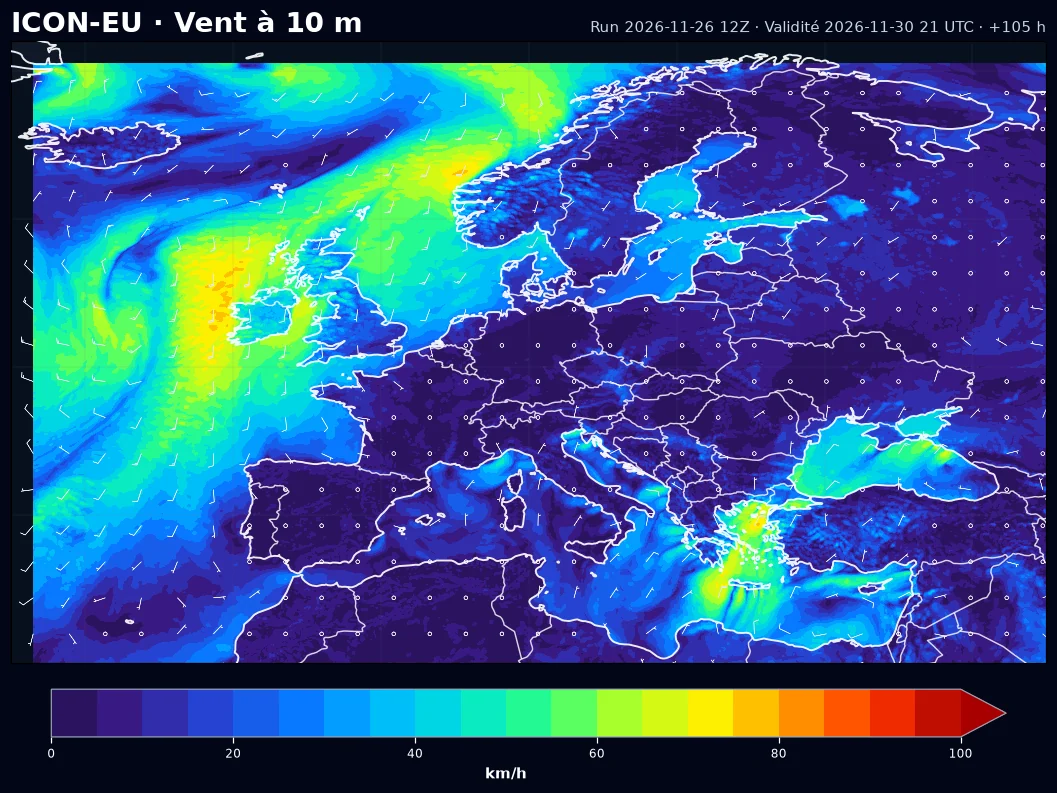 ICON-EU · Vent à 10 m
Run 2026-11-26 12Z · Validité 2026-11-30 21 UTC · +105 h
0 20 40 60 80 100
km/h